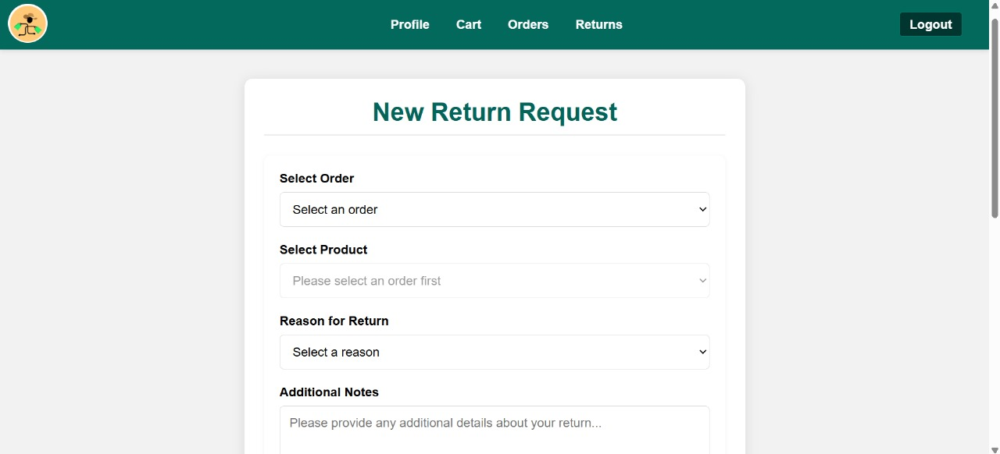 Profile Cart Orders Returns Logout
New Return Request
Select Order
Select an order
Select Product
Please select an order first
Reason for Return
Select a reason
Additional Notes
Please provide any additional details about your return...